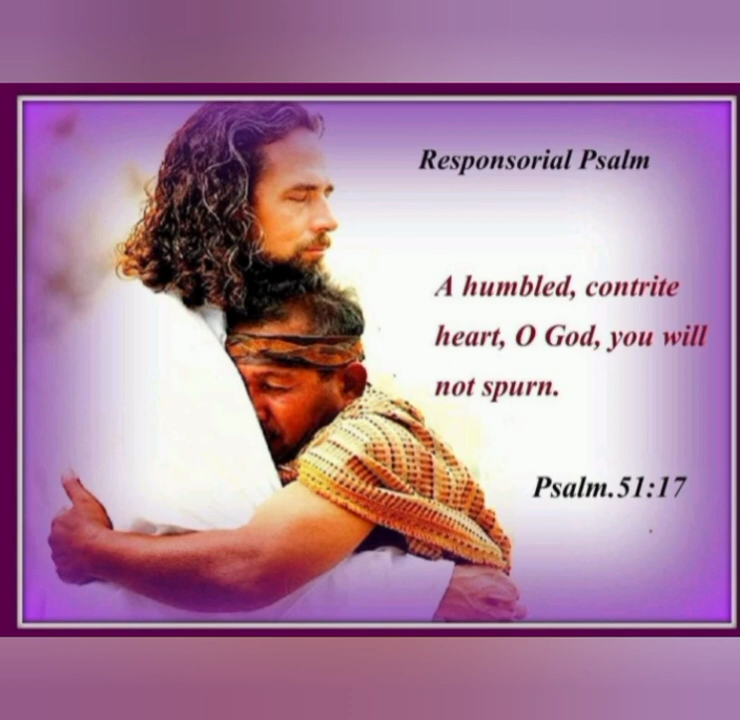 Responsorial Psalm
A humbled, contrite
heart, O God, you will
not spurn.
Psalm.51:17